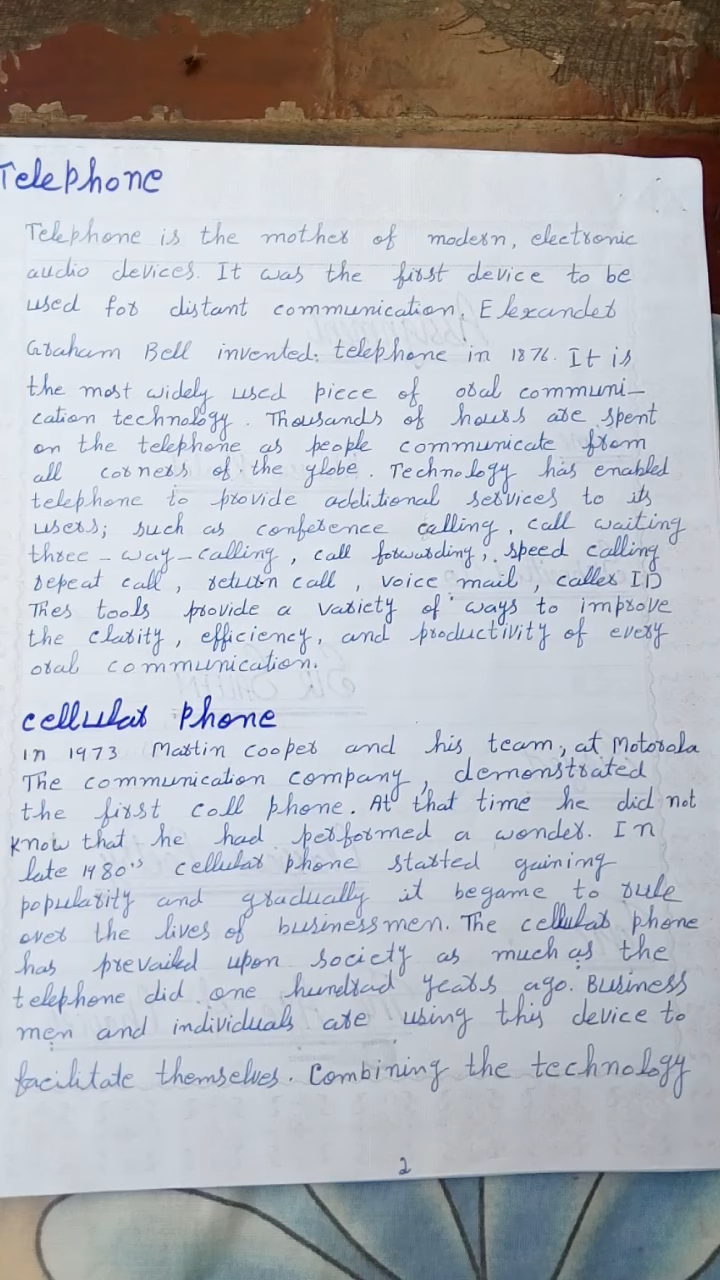 Telephone
Telephone is the mother of modern, electronic
audio devices. It was the first device to be
used for distant communication. Elexander
Graham Bell invented telephone in 1876. It is
the most widely used piece of oral communi-
cation technology. Thousands of hours are spent
on the telephone as people communicate from
all corners of the globe. Technology has enabled
telephone to provide additional services to its
users; such as conference calling, call waiting
three-way-calling, call forwarding, speed calling
repeat call, return call, voice mail, caller ID
Thes tools provide a variety of ways to improve
the clarity, efficiency, and productivity of every
oral communication.
cellular Phone
in 1973 Martin cooper and his team, at Motorola
The communication company, demonstrated
the first coll phone. At that time he did not
know that he had performed a wonder. In
late 1980's cellular phone started gaining
popularity and gradually it begame to rule
over the lives of businessmen. The cellular phone
has prevailed upon society as much as the
telephone did one hundrad years ago. Business
men and individuals are using this device to
facilitate themselves. Combining the technology
2